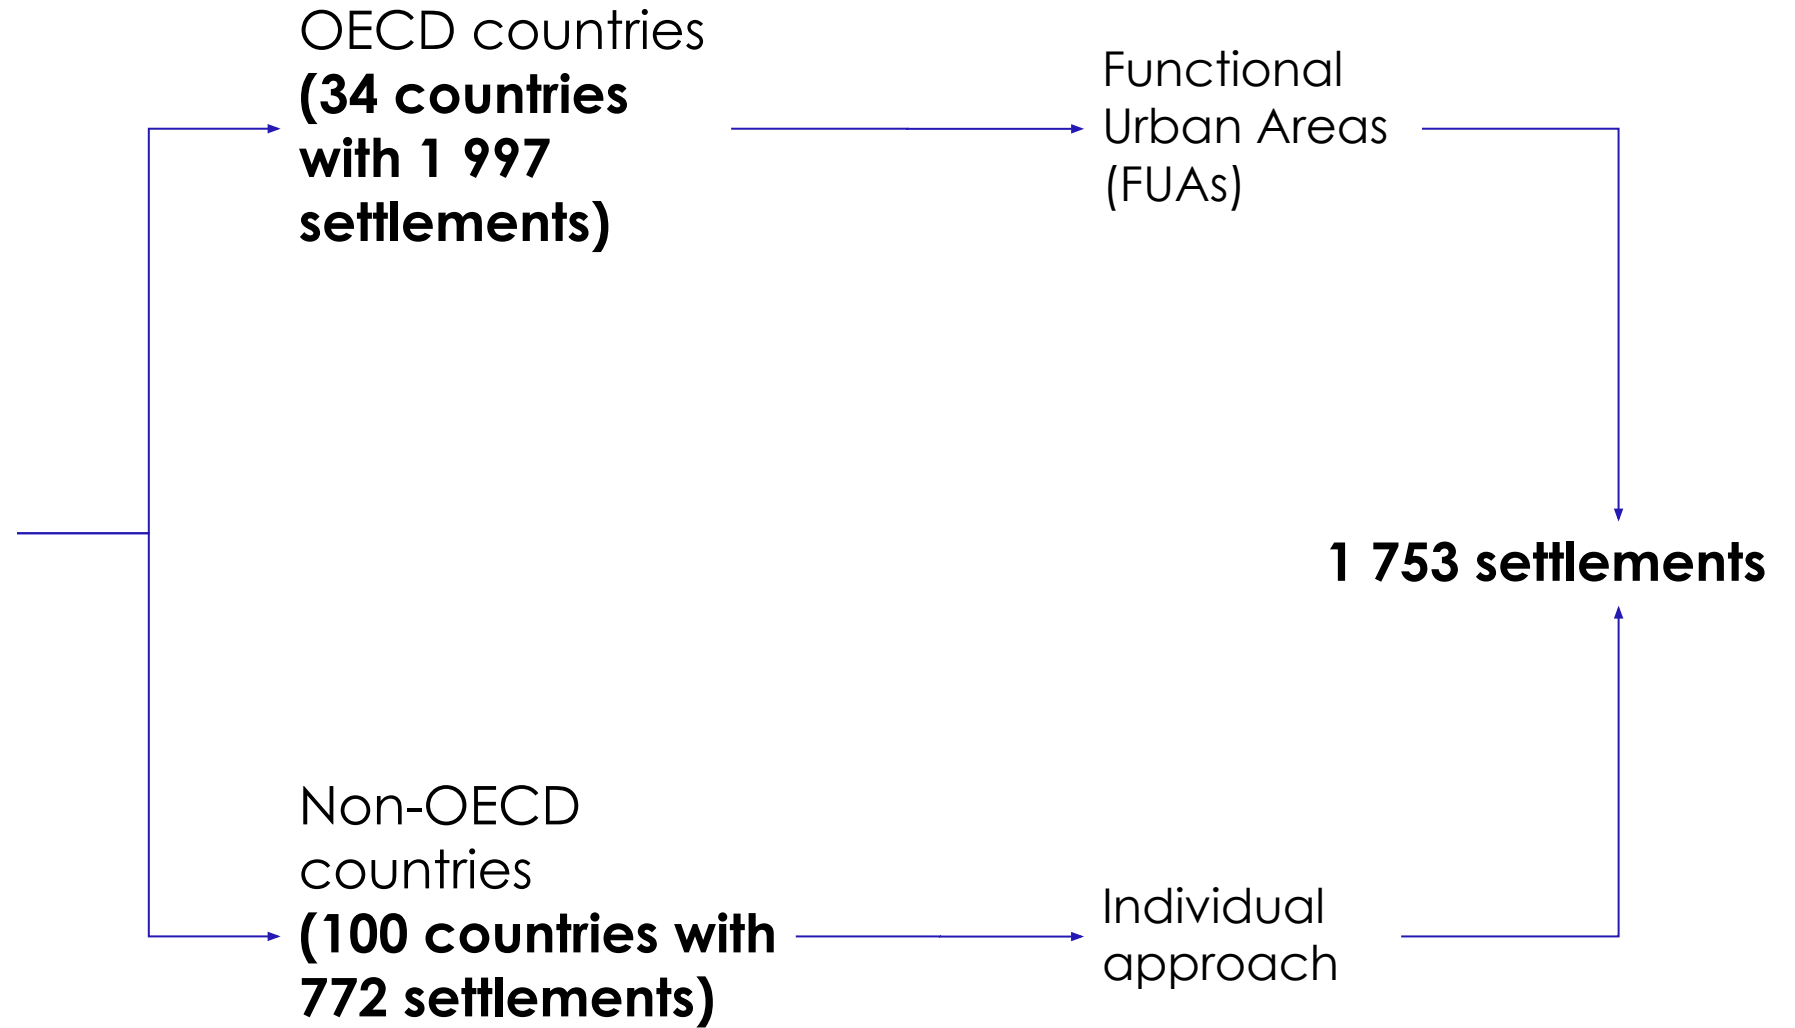 OECD countries
(34 countries
with 1 997
settlements)
Functional
Urban Areas
(FUAs)
1 753 settlements
Non-OECD
countries
(100 countries with
772 settlements)
Individual
approach